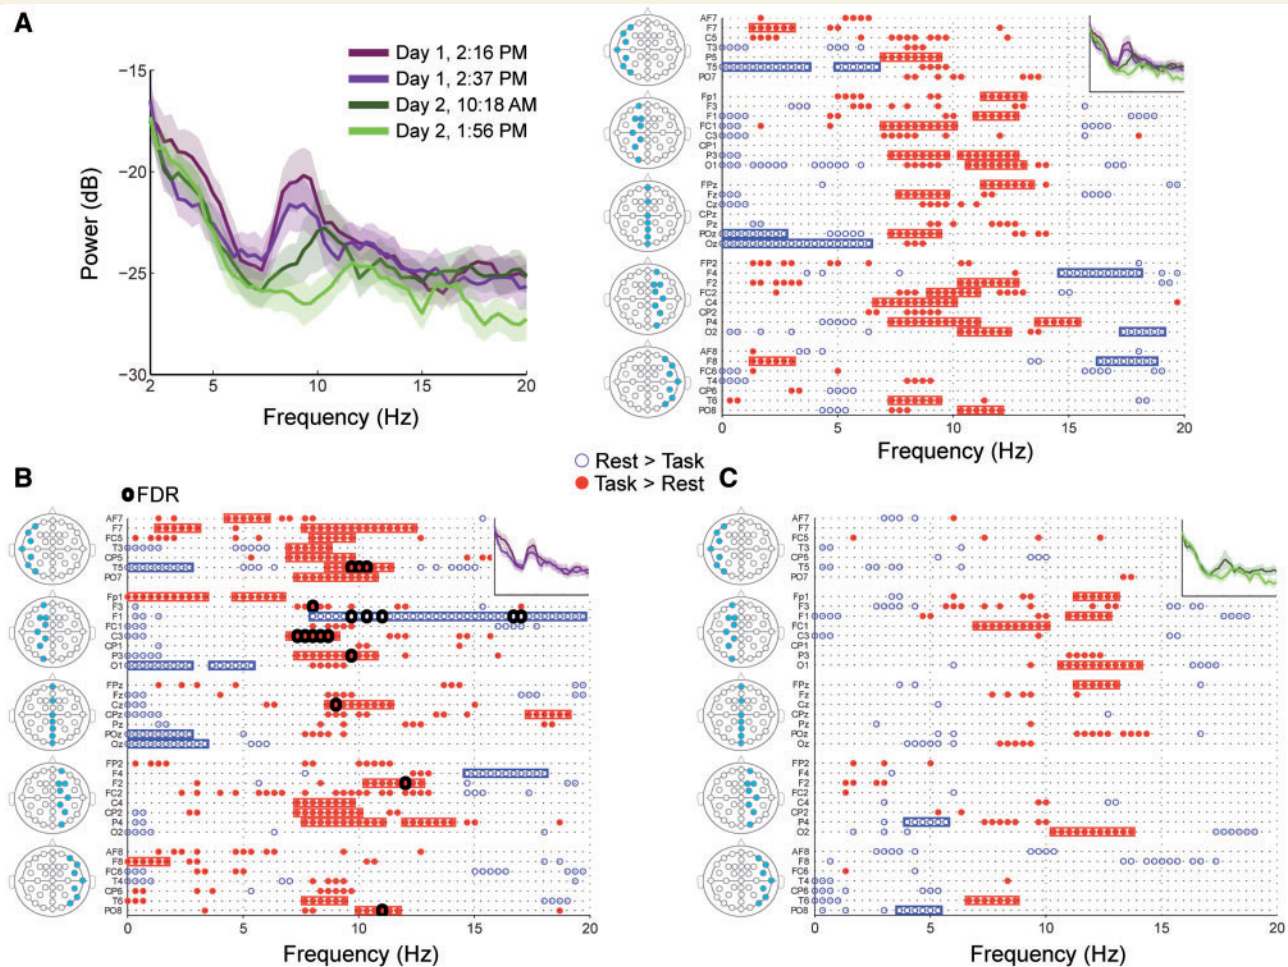 A
Day 1, 2:16 PM
Day 1, 2:37 PM
Day 2, 10:18 AM
Day 2, 1:56 PM
Power (dB)
−15
−20
−25
−30
2
5
10
15
20
Frequency (Hz)
AF7
F7
C5
T3
P5
T5
PO7
Fp1
F3
F1
FC1
C3
CP1
P3
O1
FPz
Fz
Cz
CPz
Pz
POz
Oz
FP2
F4
F2
FC2
C4
CP2
P4
O2
AF8
F8
FC6
T4
CP6
T6
PO8
0
5
10
15
20
Frequency (Hz)
Rest > Task
Task > Rest
B
FDR
AF7
F7
FC5
T3
CP5
T5
PO7
Fp1
F3
F1
FC1
C3
CP1
P3
O1
FPz
Fz
Cz
CPz
Pz
POz
Oz
FP2
F4
F2
FC2
C4
CP2
P4
O2
AF8
F8
FC6
T4
CP6
T6
PO8
0
5
10
15
20
Frequency (Hz)
C
AF7
F7
FC5
T3
CP5
T5
PO7
Fp1
F3
F1
FC1
C3
CP1
P3
O1
FPz
Fz
Cz
CPz
Pz
POz
Oz
FP2
F4
F2
FC2
C4
CP2
P4
O2
AF8
F8
FC6
T4
CP6
T6
PO8
0
5
10
15
20
Frequency (Hz)